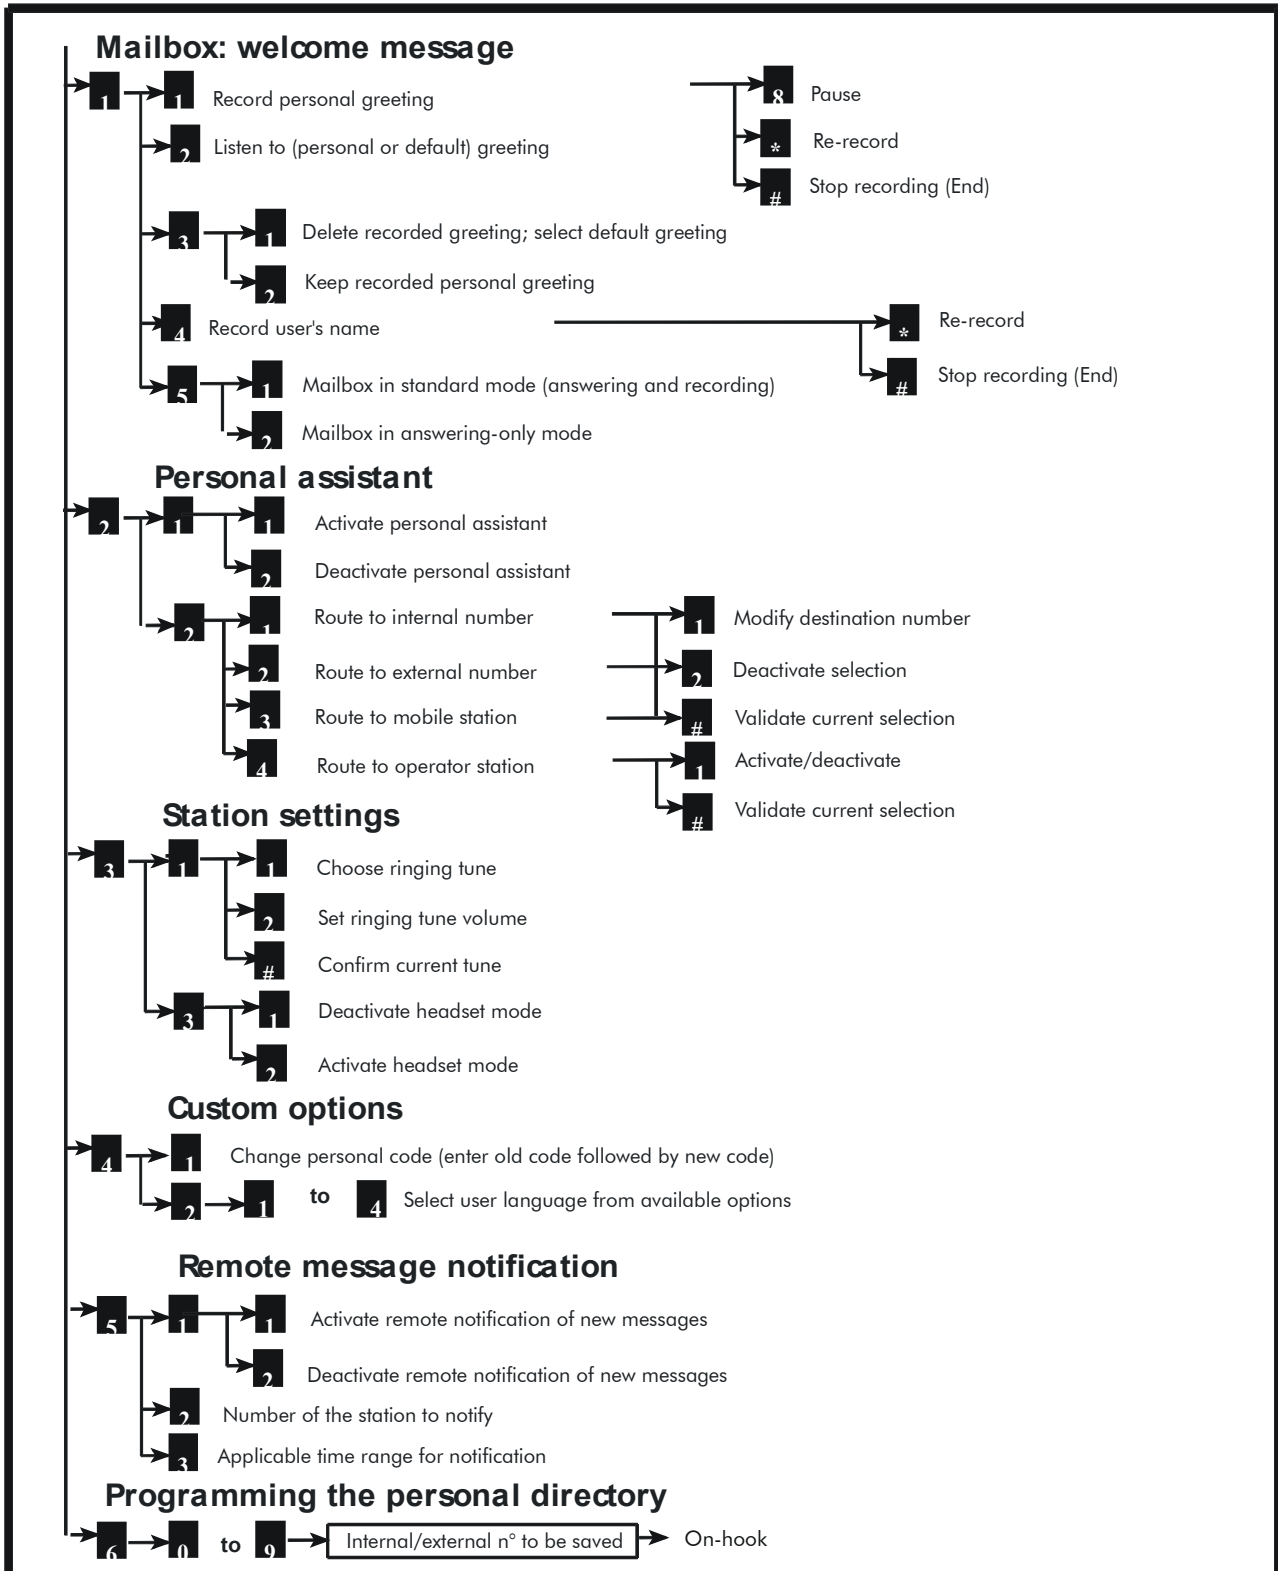 Mailbox: welcome message
1 1 Record personal greeting 8 Pause
2 Listen to (personal or default) greeting * Re-record
# Stop recording (End)
3 1 Delete recorded greeting; select default greeting
2 Keep recorded personal greeting
4 Record user's name * Re-record
5 1 Mailbox in standard mode (answering and recording) # Stop recording (End)
2 Mailbox in answering-only mode
Personal assistant
2 1 1 Activate personal assistant
2 Deactivate personal assistant
2 1 Route to internal number 1 Modify destination number
2 Route to external number 2 Deactivate selection
3 Route to mobile station # Validate current selection
4 Route to operator station 1 Activate/deactivate
# Validate current selection
Station settings
3 1 1 Choose ringing tune
2 Set ringing tune volume
# Confirm current tune
3 1 Deactivate headset mode
2 Activate headset mode
Custom options
4 1 Change personal code (enter old code followed by new code)
2 1 to 4 Select user language from available options
Remote message notification
5 1 1 Activate remote notification of new messages
2 Deactivate remote notification of new messages
2 Number of the station to notify
3 Applicable time range for notification
Programming the personal directory
6 0 to 9 Internal/external n° to be saved On-hook